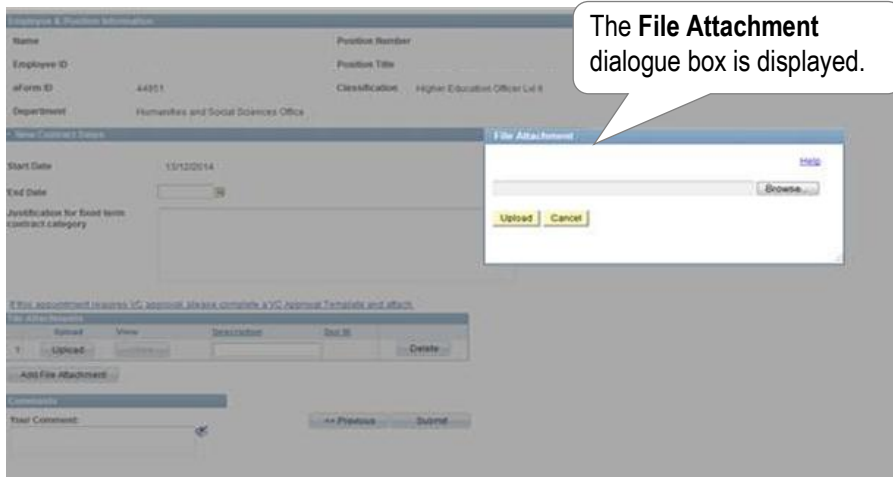 The File Attachment
dialogue box is displayed.
Employee & Position Information
Name
Position Number
Employee ID
Position Title
eForm ID 44951 Classification Higher Education Officer Lvl 6
Department Humanities and Social Sciences Office
New Contract Dates
Start Date 13/12/2014
End Date
Justification for fixed term
contract category
File Attachment
Help
Browse...
Upload Cancel
If this appointment requires VC approval, please complete a VC Approval Template and attach.
File Attachments
Upload View Description
1 Upload Delete
Add File Attachment
Comments
Your Comment:
<< Previous Submit